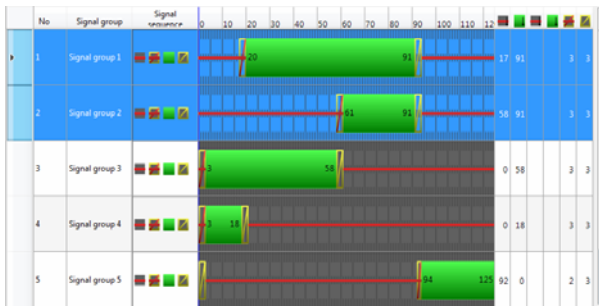 No Signal group Signal sequence 0 10 20 30 40 50 60 70 80 90 100 110 12
1 Signal group 1 20 91 17 91 3 3
2 Signal group 2 61 91 58 91 3 3
3 Signal group 3 3 58 0 58 3 3
4 Signal group 4 3 18 0 18 3 3
5 Signal group 5 94 125 92 0 2 3